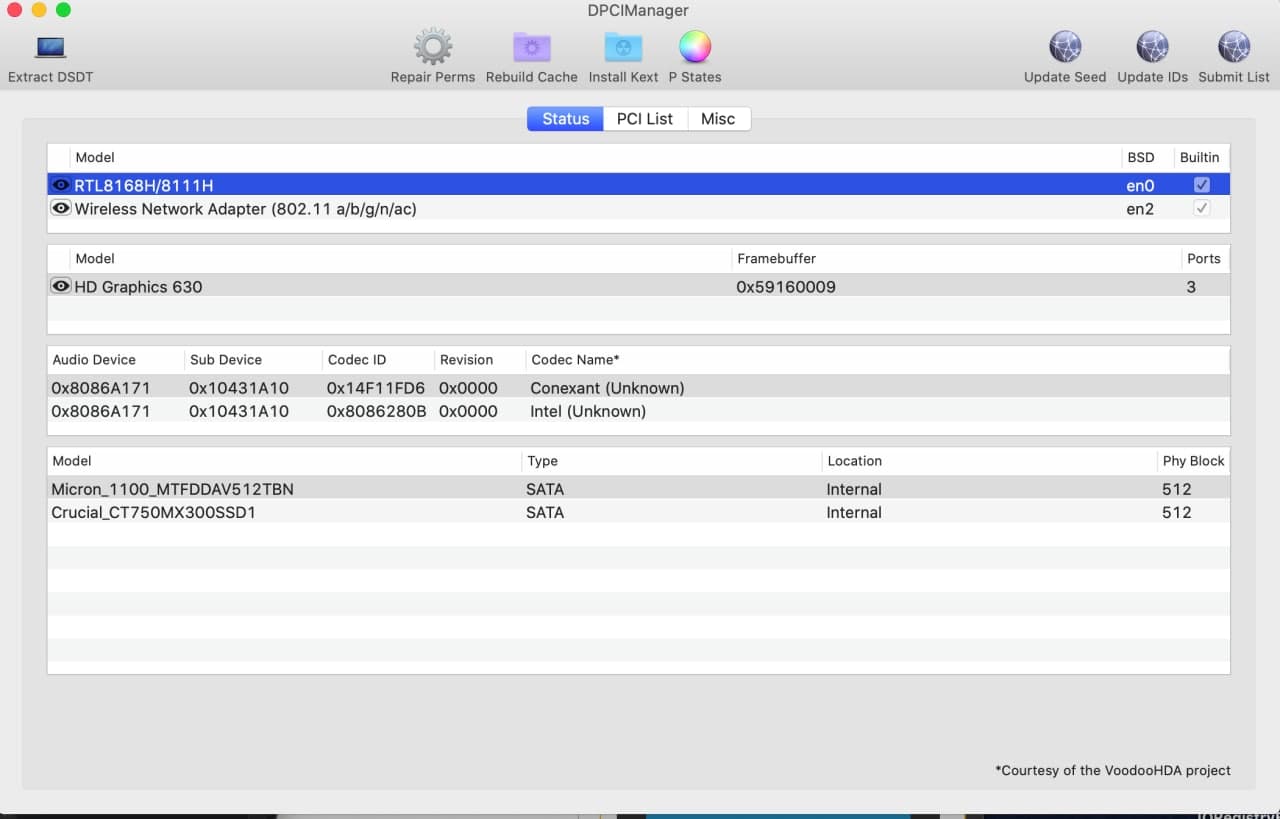 DPCIManager
Extract DSDT Repair Perms Rebuild Cache Install Kext P States Update Seed Update IDs Submit List
Status PCI List Misc
Model BSD Builtin
RTL8168H/8111H en0
Wireless Network Adapter (802.11 a/b/g/n/ac) en2
Model Framebuffer Ports
HD Graphics 630 0x59160009 3
Audio Device Sub Device Codec ID Revision Codec Name*
0x8086A171 0x10431A10 0x14F11FD6 0x0000 Conexant (Unknown)
0x8086A171 0x10431A10 0x8086280B 0x0000 Intel (Unknown)
Model Type Location Phy Block
Micron_1100_MTFDDAV512TBN SATA Internal 512
Crucial_CT750MX300SSD1 SATA Internal 512
*Courtesy of the VoodooHDA project